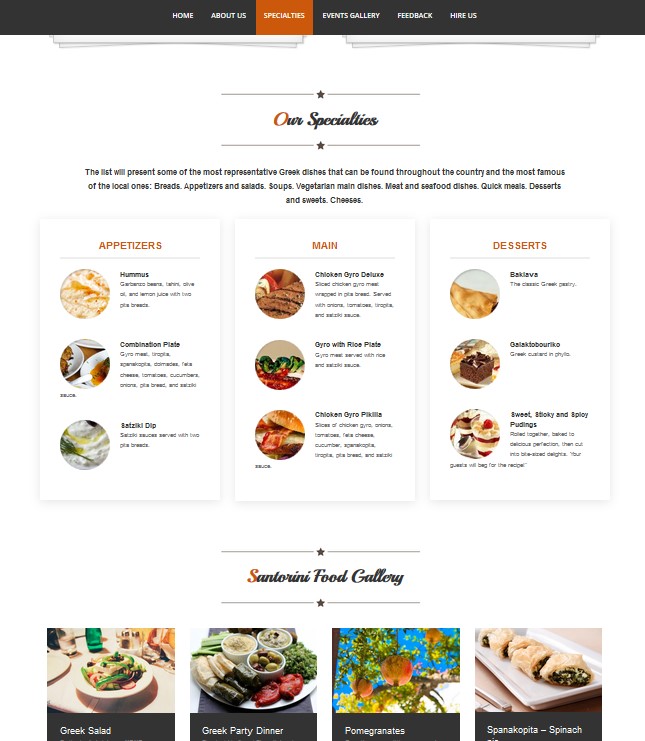 HOME ABOUT US SPECIALTIES EVENTS GALLERY FEEDBACK HIRE US
Our Specialties
The list will present some of the most representative Greek dishes that can be found throughout the country and the most famous
of the local ones: Breads. Appetizers and salads. Soups. Vegetarian main dishes. Meat and seafood dishes. Quick meals. Desserts
and sweets. Cheeses.
APPETIZERS
Hummus
Garbanzo beans, tahini, olive
oil, and lemon juice with two
pita breads.
Combination Plate
Gyro meat, tiropita,
spanakopita, dolmades, feta
cheese, tomatoes, cucumbers,
onions, pita bread, and satziki
sauce.
Satziki Dip
Satziki sauces served with two
pita breads.
MAIN
Chicken Gyro Deluxe
Sliced chicken gyro meat
wrapped in pita bread. Served
with onions, tomatoes, tiropita,
and satziki sauce.
Gyro with Rice Plate
Gyro meat served with rice
and satziki sauce.
Chicken Gyro Pikilia
Slices of chicken gyro, onions,
tomatoes, feta cheese,
cucumber, spanakopita,
tiropita, pita bread, and satziki
sauce.
DESSERTS
Baklava
The classic Greek pastry.
Galaktobouriko
Greek custard in phyllo.
Sweet, Sticky and Spicy
Pudings
Rolled together, baked to
delicious perfection, then cut
into bite-sized delights. "Your
guests will beg for the recipe!"
Santorini Food Gallery
Greek Salad
Greek Party Dinner
Pomegranates
Spanakopita – Spinach